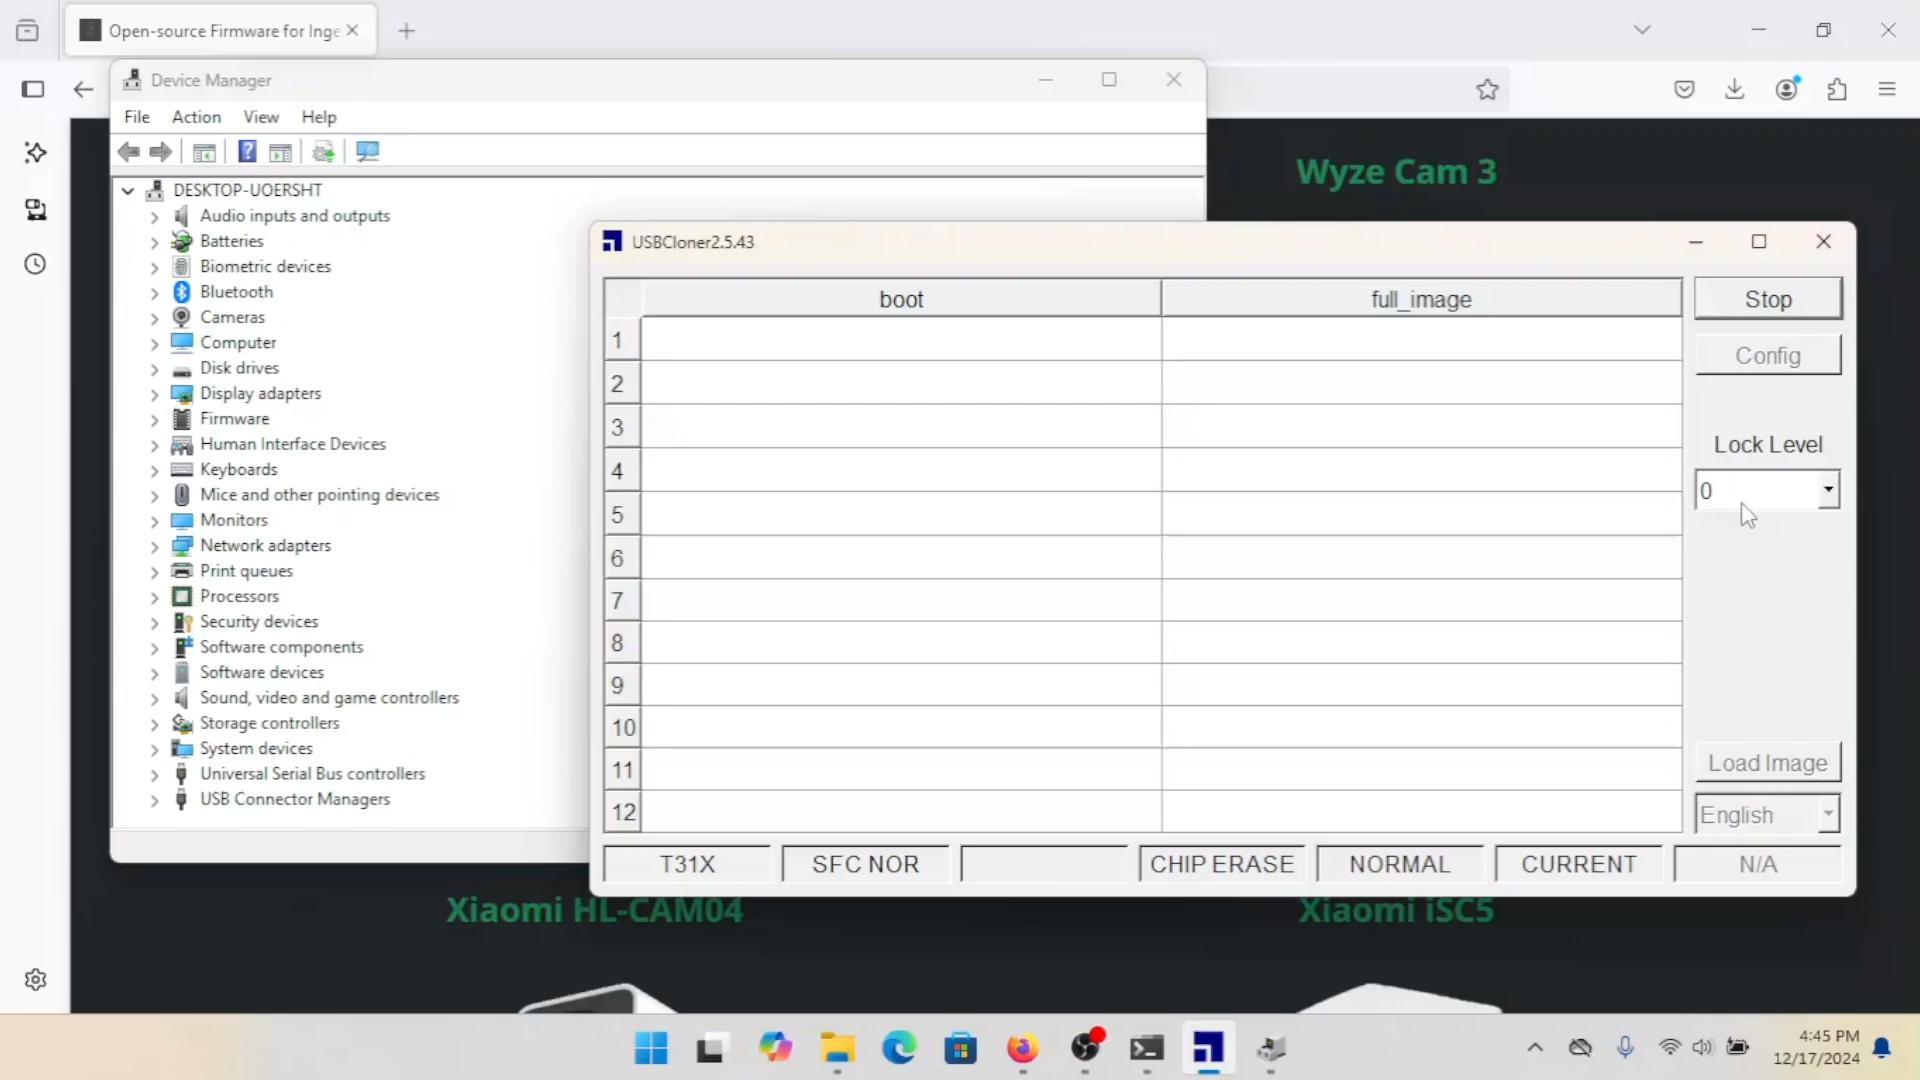 Open-source Firmware for Inge
Device Manager
File Action View Help
DESKTOP-UOERSHT
Audio inputs and outputs
Batteries
Biometric devices
Bluetooth
Cameras
Computer
Disk drives
Display adapters
Firmware
Human Interface Devices
Keyboards
Mice and other pointing devices
Monitors
Network adapters
Print queues
Processors
Security devices
Software components
Software devices
Sound, video and game controllers
Storage controllers
System devices
Universal Serial Bus controllers
USB Connector Managers
Wyze Cam 3
USBCloner2.5.43
boot full_image
1
2
3
4
5
6
7
8
9
10
11
12
Stop
Config
Lock Level
0
Load Image
English
T31X SFC NOR CHIP ERASE NORMAL CURRENT N/A
Xiaomi HL-CAM04
Xiaomi iSC5
4:45 PM
12/17/2024